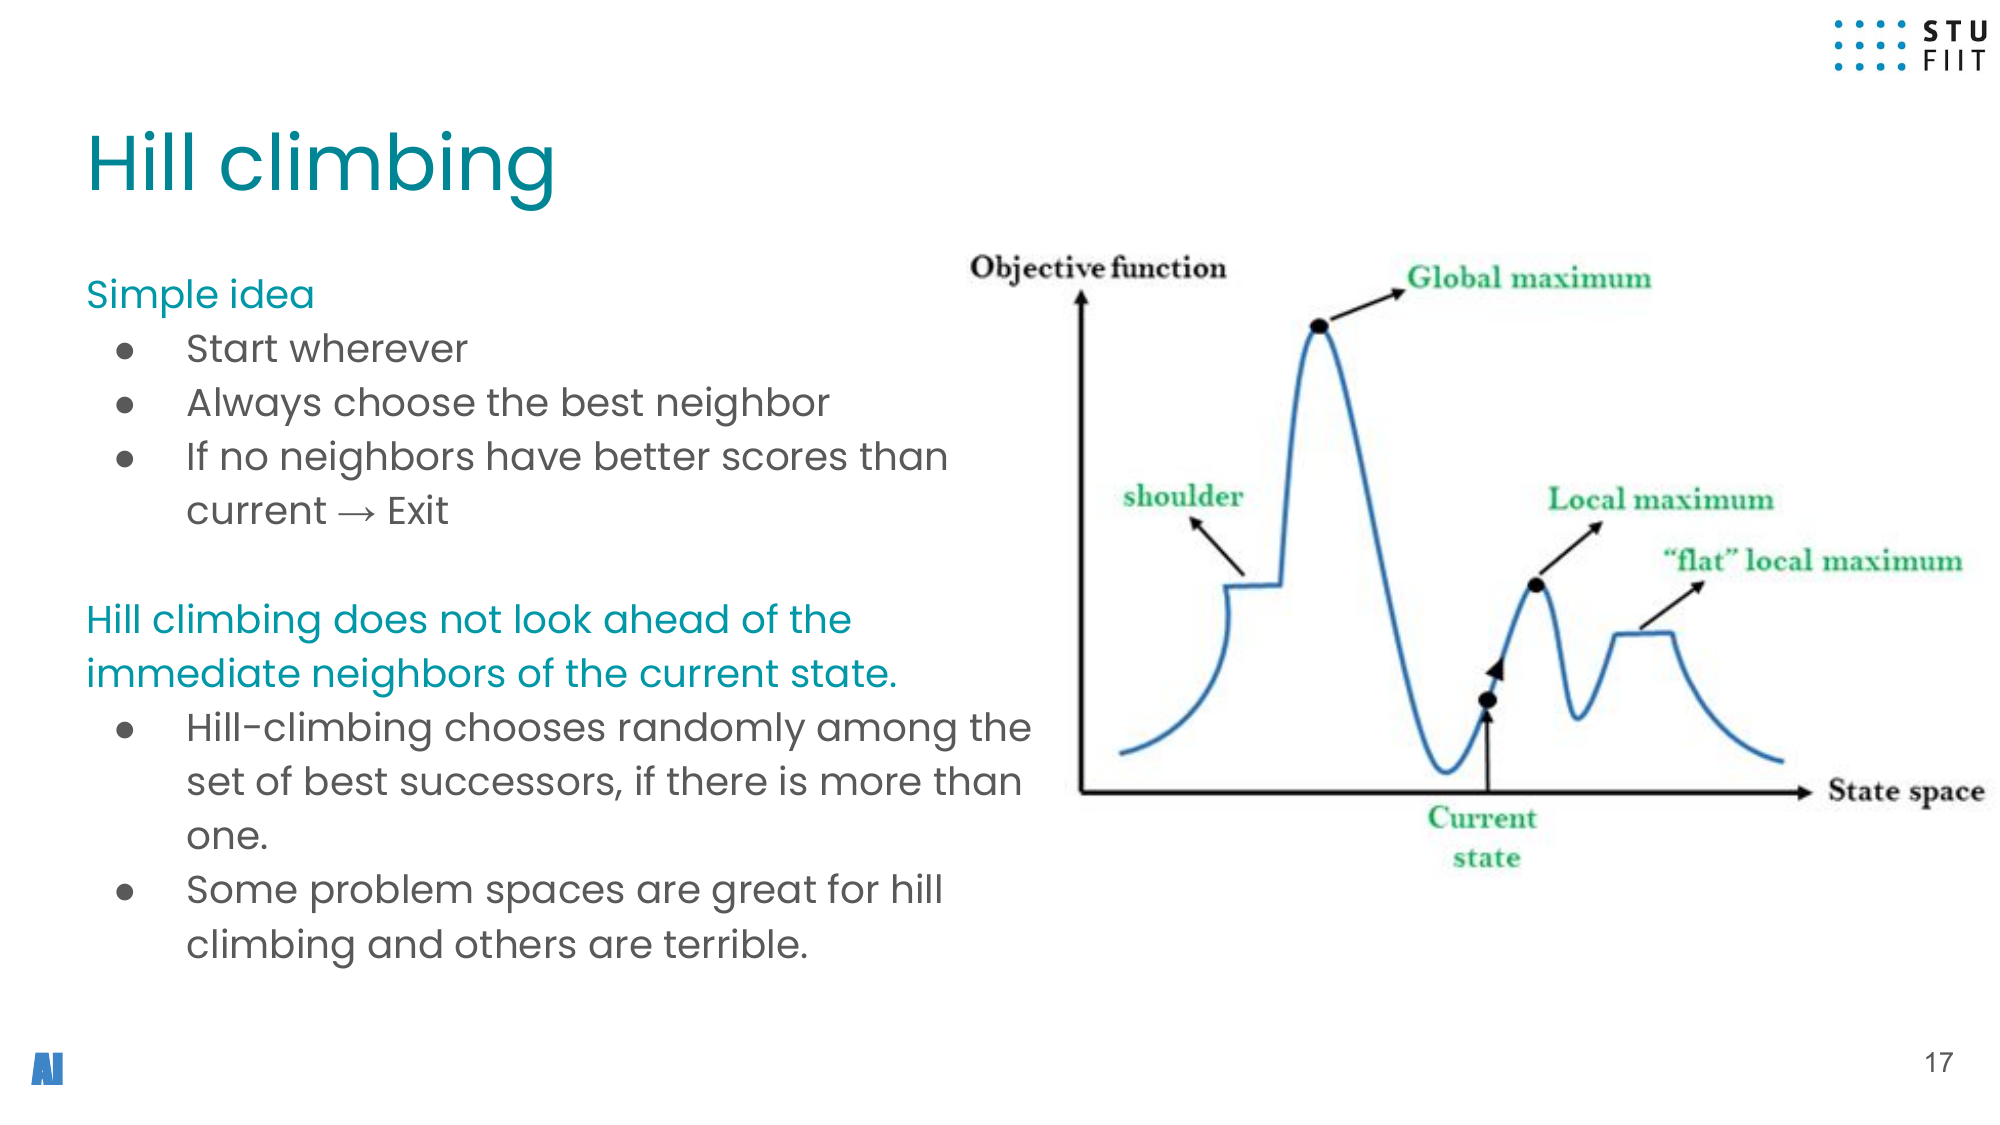 STU
FIIT
Hill climbing
Simple idea
● Start wherever
● Always choose the best neighbor
● If no neighbors have better scores than
current → Exit
Hill climbing does not look ahead of the
immediate neighbors of the current state.
● Hill-climbing chooses randomly among the
set of best successors, if there is more than
one.
● Some problem spaces are great for hill
climbing and others are terrible.
Objective function
Global maximum
shoulder
Local maximum
“flat” local maximum
State space
Current
state
AI
17